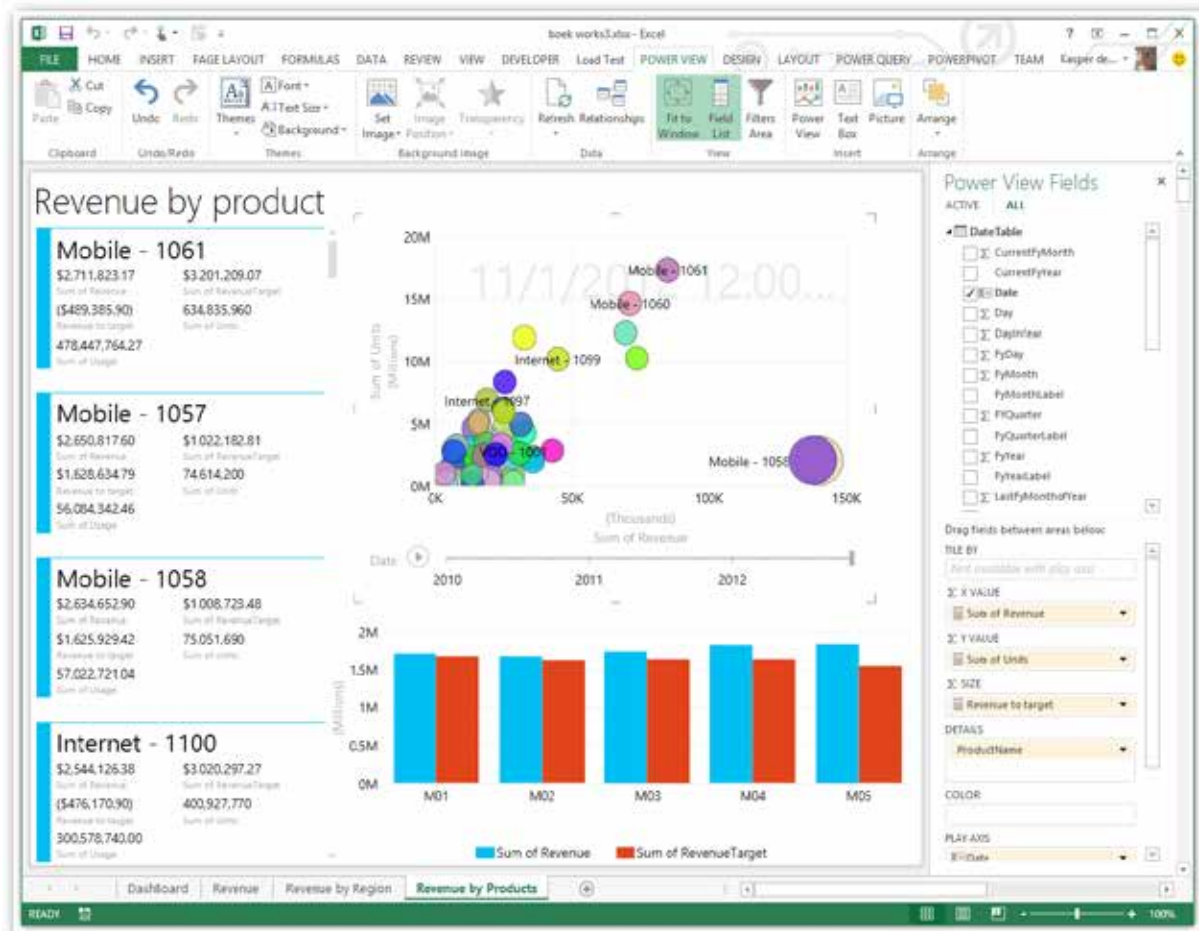 boek works3.xlsx - Excel
FILE HOME INSERT PAGE LAYOUT FORMULAS DATA REVIEW VIEW DEVELOPER Load Test POWER VIEW DESIGN LAYOUT POWER QUERY POWERPIVOT TEAM Kasper de...
Paste Cut Copy Undo Redo Themes Font Text Size Background Set Image Image Position Transparency Refresh Relationships Fit to Window Field List Filters Area Power View Text Box Picture Arrange
Clipboard Undo/Redo Themes Background Image Data View Insert Arrange
Revenue by product
Mobile - 1061
$2,711,823.17 $3,201,209.07
Sum of Revenue Sum of RevenueTarget
($489,385.90) 634,835,960
Revenue to target Sum of Units
478,447,764.27
Sum of Usage
Mobile - 1057
$2,650,817.60 $1,022,182.81
Sum of Revenue Sum of RevenueTarget
$1,628,634.79 74,614,200
Revenue to target Sum of Units
56,084,342.46
Sum of Usage
Mobile - 1058
$2,634,652.90 $1,008,723.48
Sum of Revenue Sum of RevenueTarget
$1,625,929.42 75,051,690
Revenue to target Sum of Units
57,022,721.04
Sum of Usage
Internet - 1100
$2,544,126.38 $3,020,297.27
Sum of Revenue Sum of RevenueTarget
($476,170.90) 400,927,770
Revenue to target Sum of Units
300,578,740.00
Sum of Usage
12:00...
Sum of Units
(Millions)
20M
15M
10M
5M
0M
Mobile - 1061
Mobile - 1060
Internet - 1099
Internet - 1097
Mobile - 1058
0K 50K 100K 150K
(Thousands)
Sum of Revenue
Date
2010 2011 2012
(Millions)
2M
1.5M
1M
0.5M
0M
M01 M02 M03 M04 M05
Sum of Revenue Sum of RevenueTarget
Power View Fields
ACTIVE ALL
DateTable
CurrentFyMonth
CurrentFyYear
Date
Day
DayInYear
FyDay
FyMonth
FyMonthLabel
FYQuarter
FyQuarterLabel
FyYear
FyYearLabel
LastFyMonthofYear
Drag fields between areas below:
TILE BY
Not available with play axis
Σ X VALUE
Sum of Revenue
Σ Y VALUE
Sum of Units
Σ SIZE
Revenue to target
DETAILS
ProductName
COLOR
PLAY AXIS
Date
Dashboard Revenue Revenue by Region Revenue by Products
READY 100%